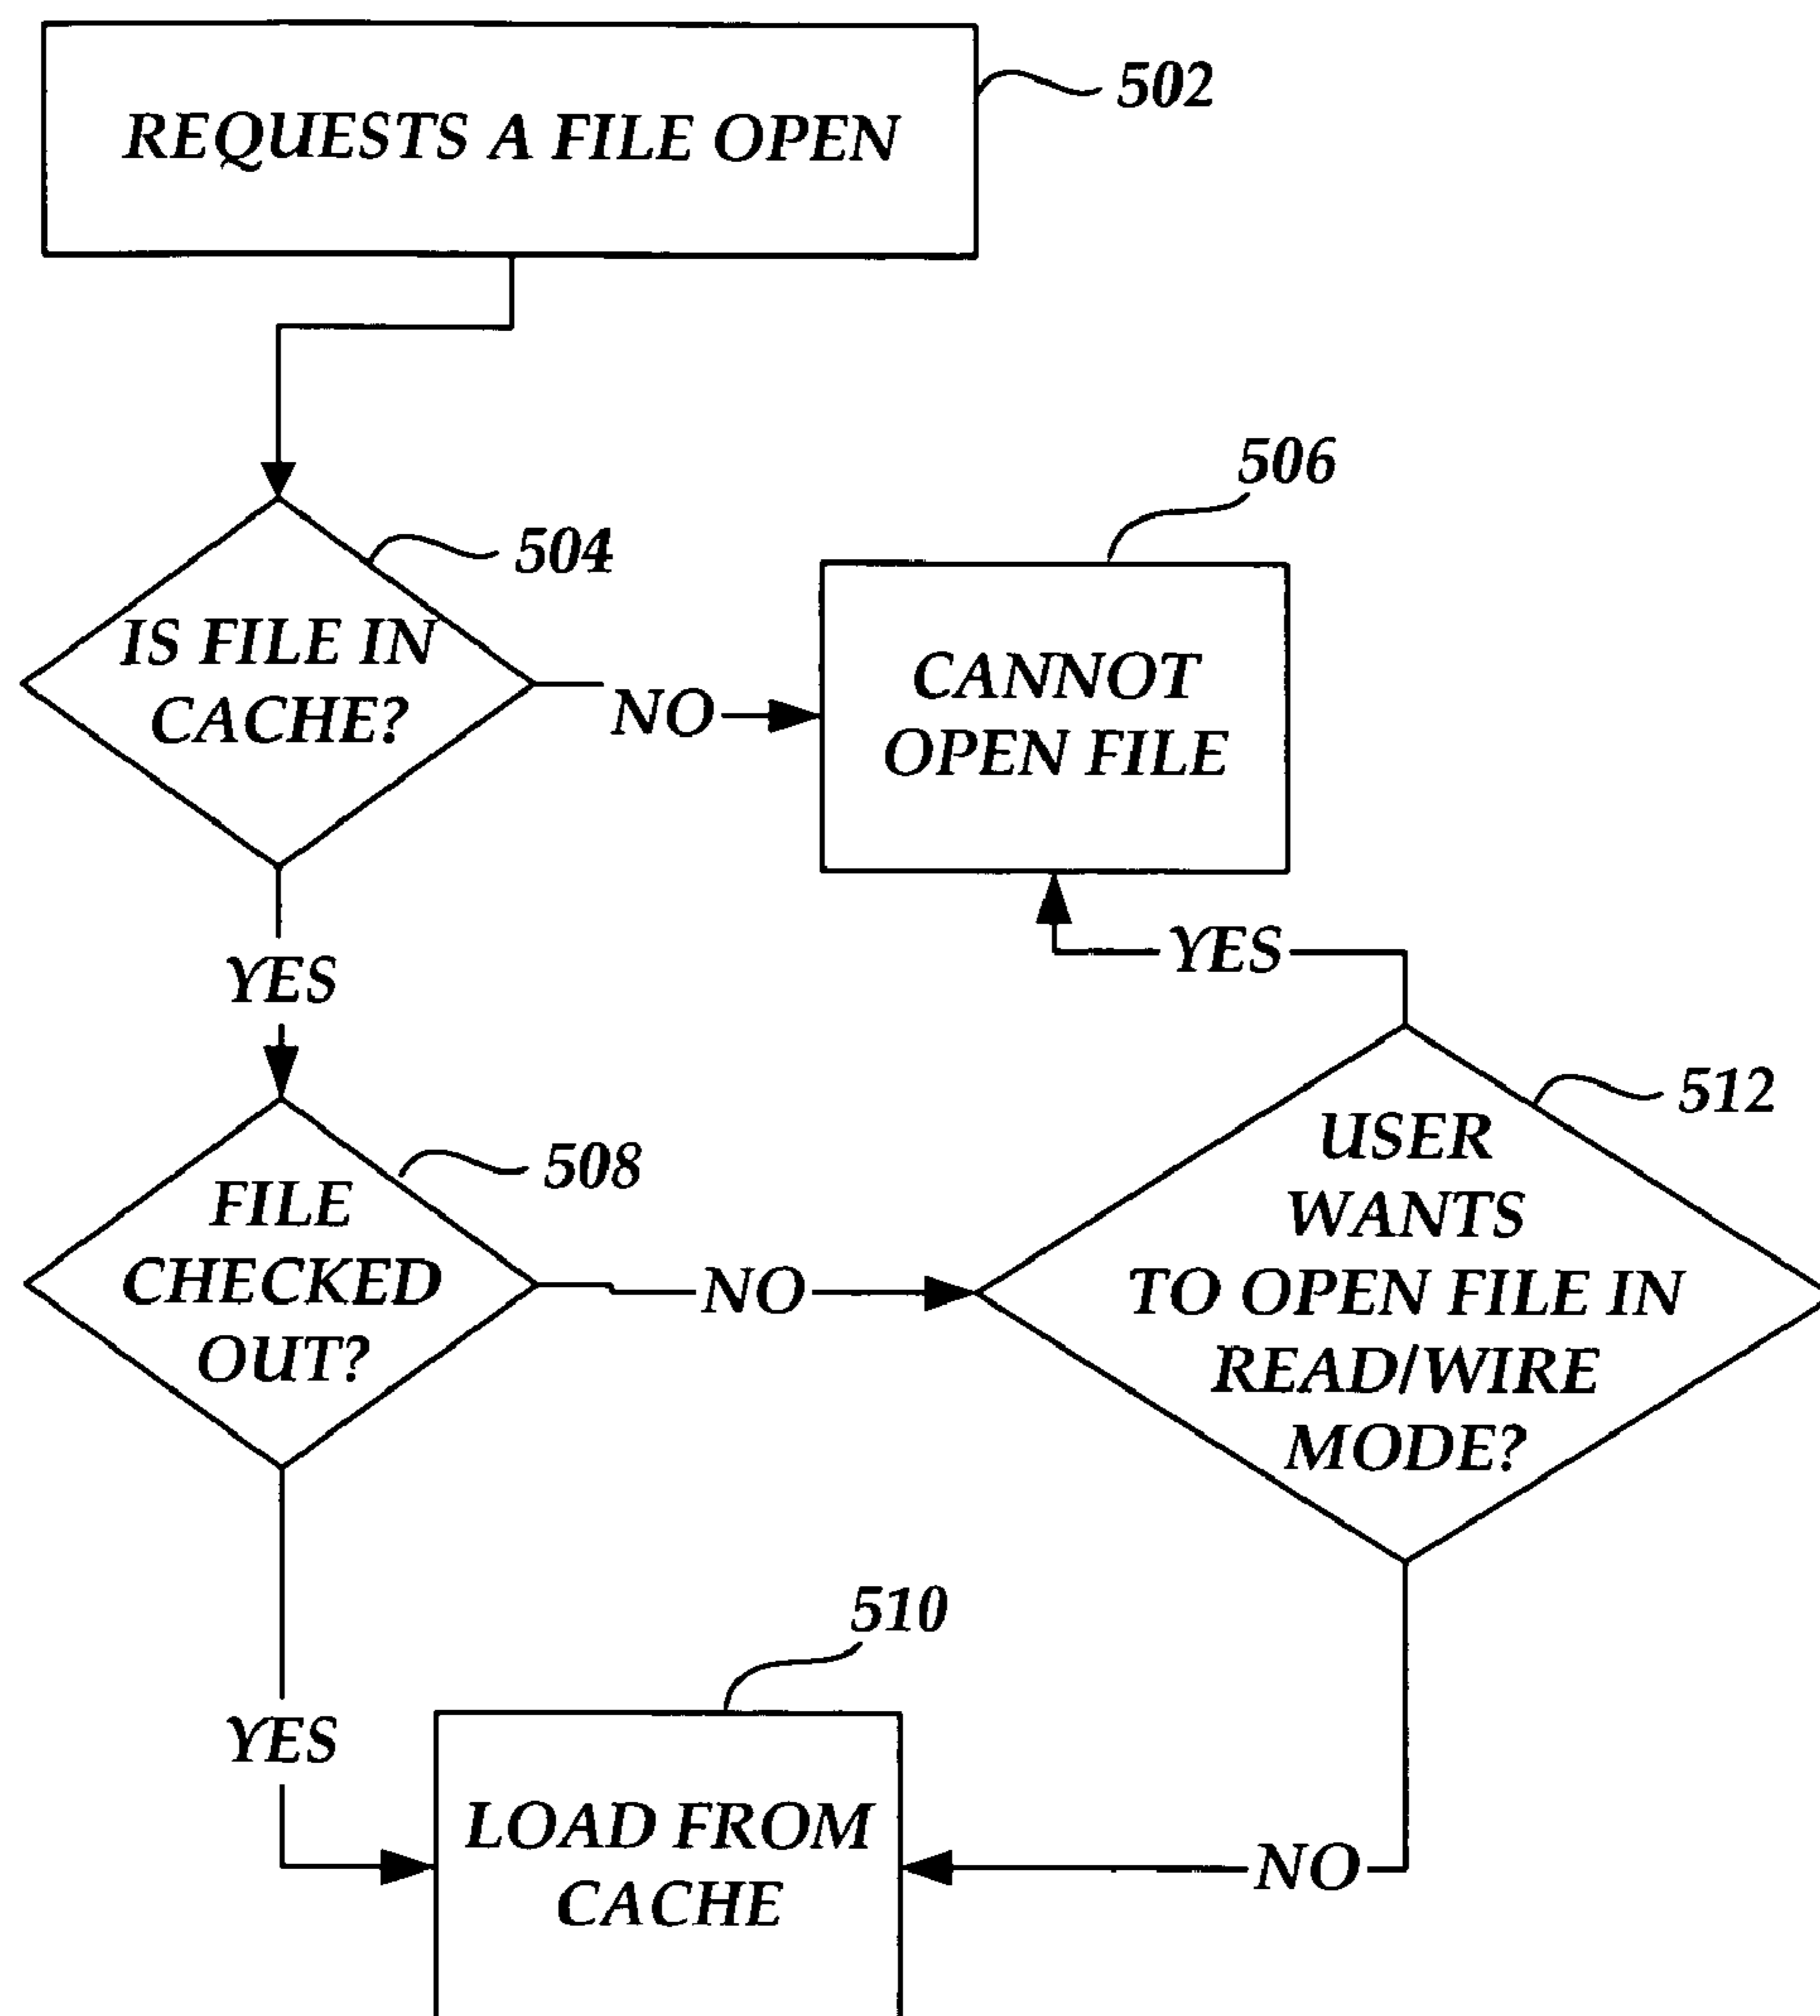 REQUESTS A FILE OPEN
502
504
IS FILE IN
CACHE?
NO
506
CANNOT
OPEN FILE
YES
YES
508
FILE
CHECKED
OUT?
NO
512
USER
WANTS
TO OPEN FILE IN
READ/WIRE
MODE?
YES
510
LOAD FROM
CACHE
NO